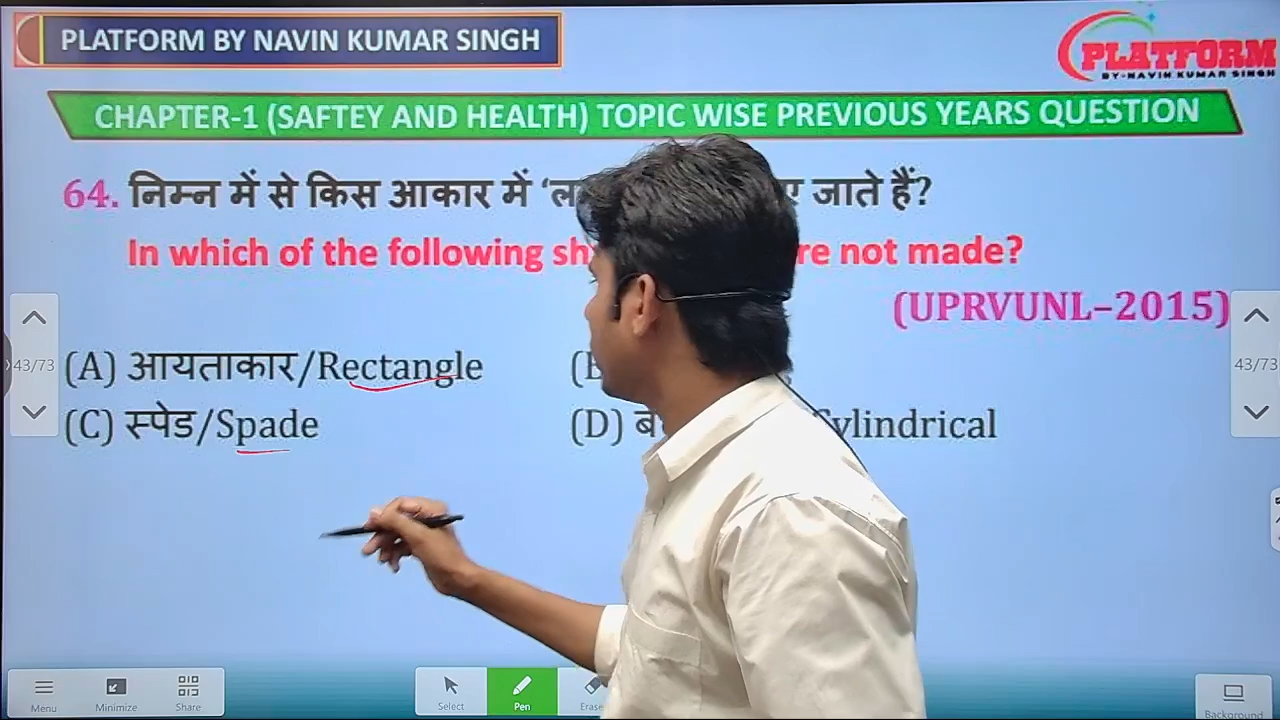 PLATFORM BY NAVIN KUMAR SINGH
PLATFORM
BY-NAVIN KUMAR SINGH
CHAPTER-1 (SAFTEY AND HEALTH) TOPIC WISE PREVIOUS YEARS QUESTION
64. निम्न में से किस आकार में जाते हैं?
In which of the following not made?
(UPRVUNL–2015)
43/73
43/73
(A) आयताकार/Rectangle
(C) स्पेड/Spade
(D) Cylindrical
Menu
Minimize
Share
Select
Pen
Erase
Background